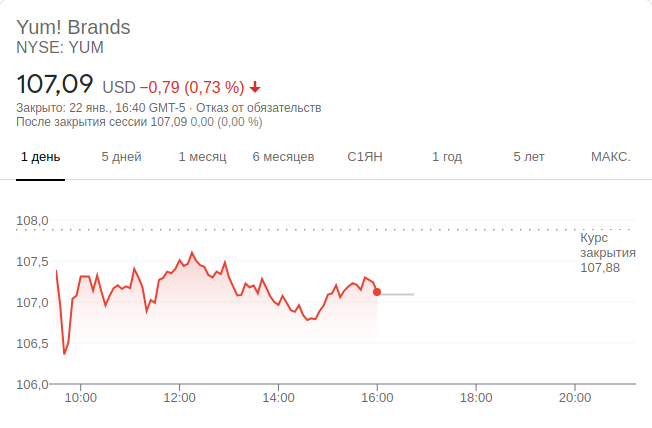 Yum! Brands
NYSE: YUM
107,09 USD −0,79 (0,73 %)
Закрыто: 22 янв., 16:40 GMT-5 · Отказ от обязательств
После закрытия сессии 107,09 0,00 (0,00 %)
1 день 5 дней 1 месяц 6 месяцев С1ЯН 1 год 5 лет МАКС.
108,0
Курс
закрытия
107,88
107,5
107,0
106,5
106,0
10:00 12:00 14:00 16:00 18:00 20:00